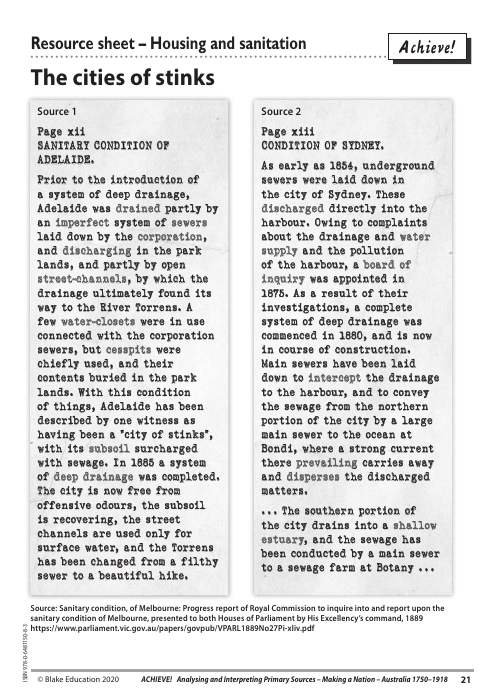 Resource sheet – Housing and sanitation
Achieve!
The cities of stinks
Source 1
Page xii
SANITARY CONDITION OF
ADELAIDE.
Prior to the introduction of
a system of deep drainage,
Adelaide was drained partly by
an imperfect system of sewers
laid down by the corporation,
and discharging in the park
lands, and partly by open
street-channels, by which the
drainage ultimately found its
way to the River Torrens. A
few water-closets were in use
connected with the corporation
sewers, but cesspits were
chiefly used, and their
contents buried in the park
lands. With this condition
of things, Adelaide has been
described by one witness as
having been a "city of stinks",
with its subsoil surcharged
with sewage. In 1885 a system
of deep drainage was completed.
The city is now free from
offensive odours, the subsoil
is recovering, the street
channels are used only for
surface water, and the Torrens
has been changed from a filthy
sewer to a beautiful hike.
Source 2
Page xiii
CONDITION OF SYDNEY.
As early as 1854, underground
sewers were laid down in
the city of Sydney. These
discharged directly into the
harbour. Owing to complaints
about the drainage and water
supply and the pollution
of the harbour, a board of
inquiry was appointed in
1875. As a result of their
investigations, a complete
system of deep drainage was
commenced in 1880, and is now
in course of construction.
Main sewers have been laid
down to intercept the drainage
to the harbour, and to convey
the sewage from the northern
portion of the city by a large
main sewer to the ocean at
Bondi, where a strong current
there prevailing carries away
and disperses the discharged
matters.
... The southern portion of
the city drains into a shallow
estuary, and the sewage has
been conducted by a main sewer
to a sewage farm at Botany ...
Source: Sanitary condition, of Melbourne: Progress report of Royal Commission to inquire into and report upon the
sanitary condition of Melbourne, presented to both Houses of Parliament by His Excellency's command, 1889
https://www.parliament.vic.gov.au/papers/govpub/VPARL1889No27Pi-xliv.pdf
© Blake Education 2020
ACHIEVE! Analysing and Interpreting Primary Sources – Making a Nation – Australia 1750–1918
21